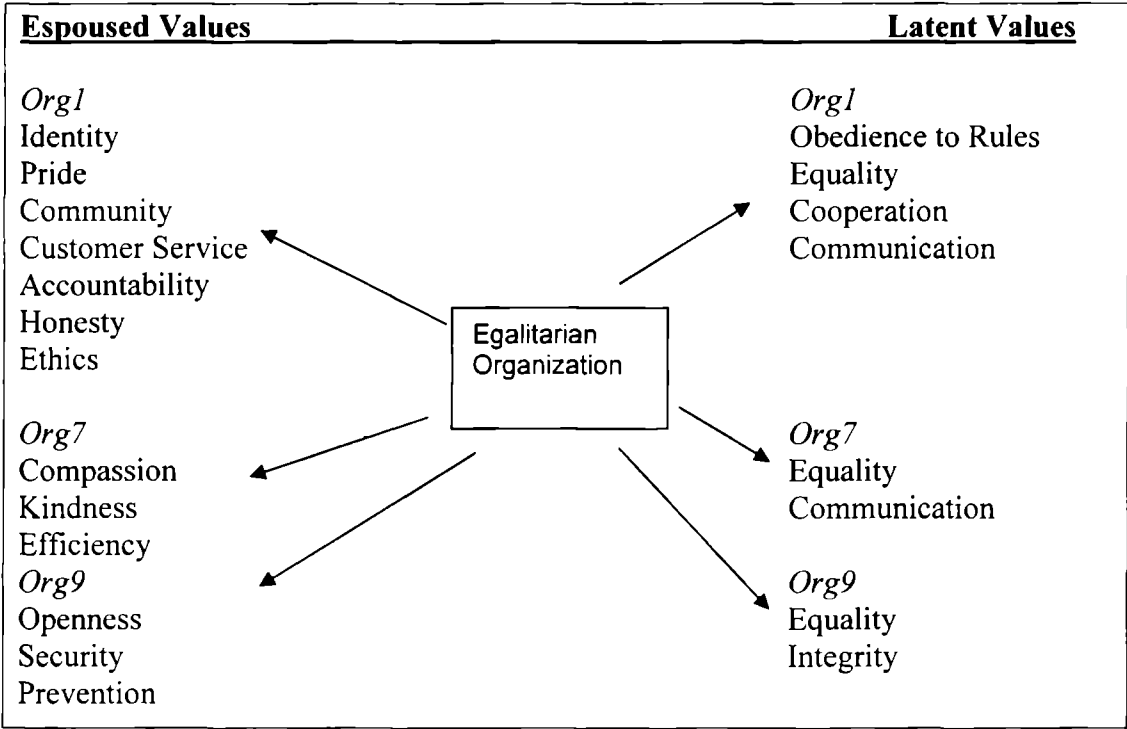 Espoused Values
Latent Values
Org1
Identity
Pride
Community
Customer Service
Accountability
Honesty
Ethics
Org7
Compassion
Kindness
Efficiency
Org9
Openness
Security
Prevention
Egalitarian
Organization
Org1
Obedience to Rules
Equality
Cooperation
Communication
Org7
Equality
Communication
Org9
Equality
Integrity